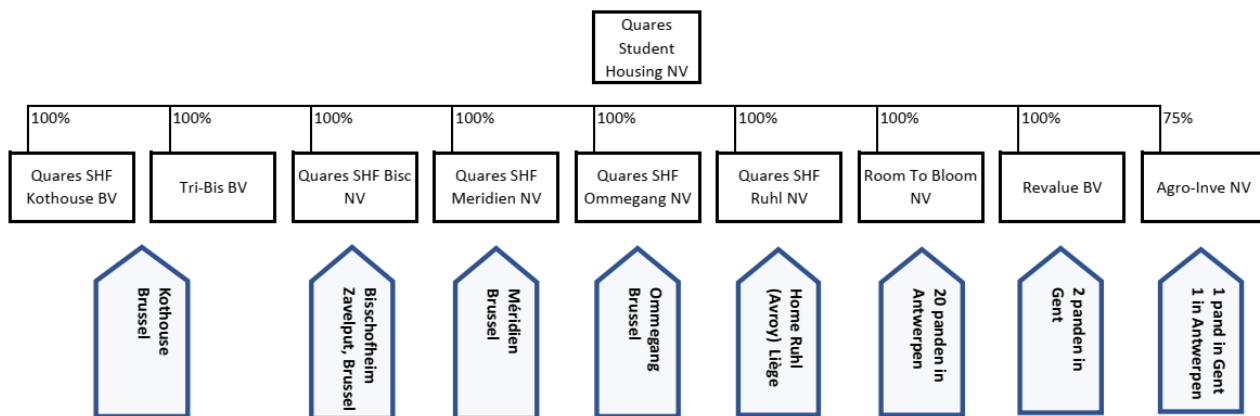 Quares
Student
Housing NV
100%
100%
100%
100%
100%
100%
100%
100%
75%
Quares SHF
Kothouse BV
Tri-Bis BV
Quares SHF Bisc
NV
Quares SHF
Meridien NV
Quares SHF
Ommegang NV
Quares SHF
Ruhl NV
Room To Bloom
NV
Revalue BV
Agro-Inve NV
Kothouse
Brussel
Bisschofheim
Zavelput, Brussel
Méridien
Brussel
Ommegang
Brussel
Home Ruhl
(Avroy) Liège
20 panden in
Antwerpen
2 panden in
Gent
1 pand in Gent
1 in Antwerpen